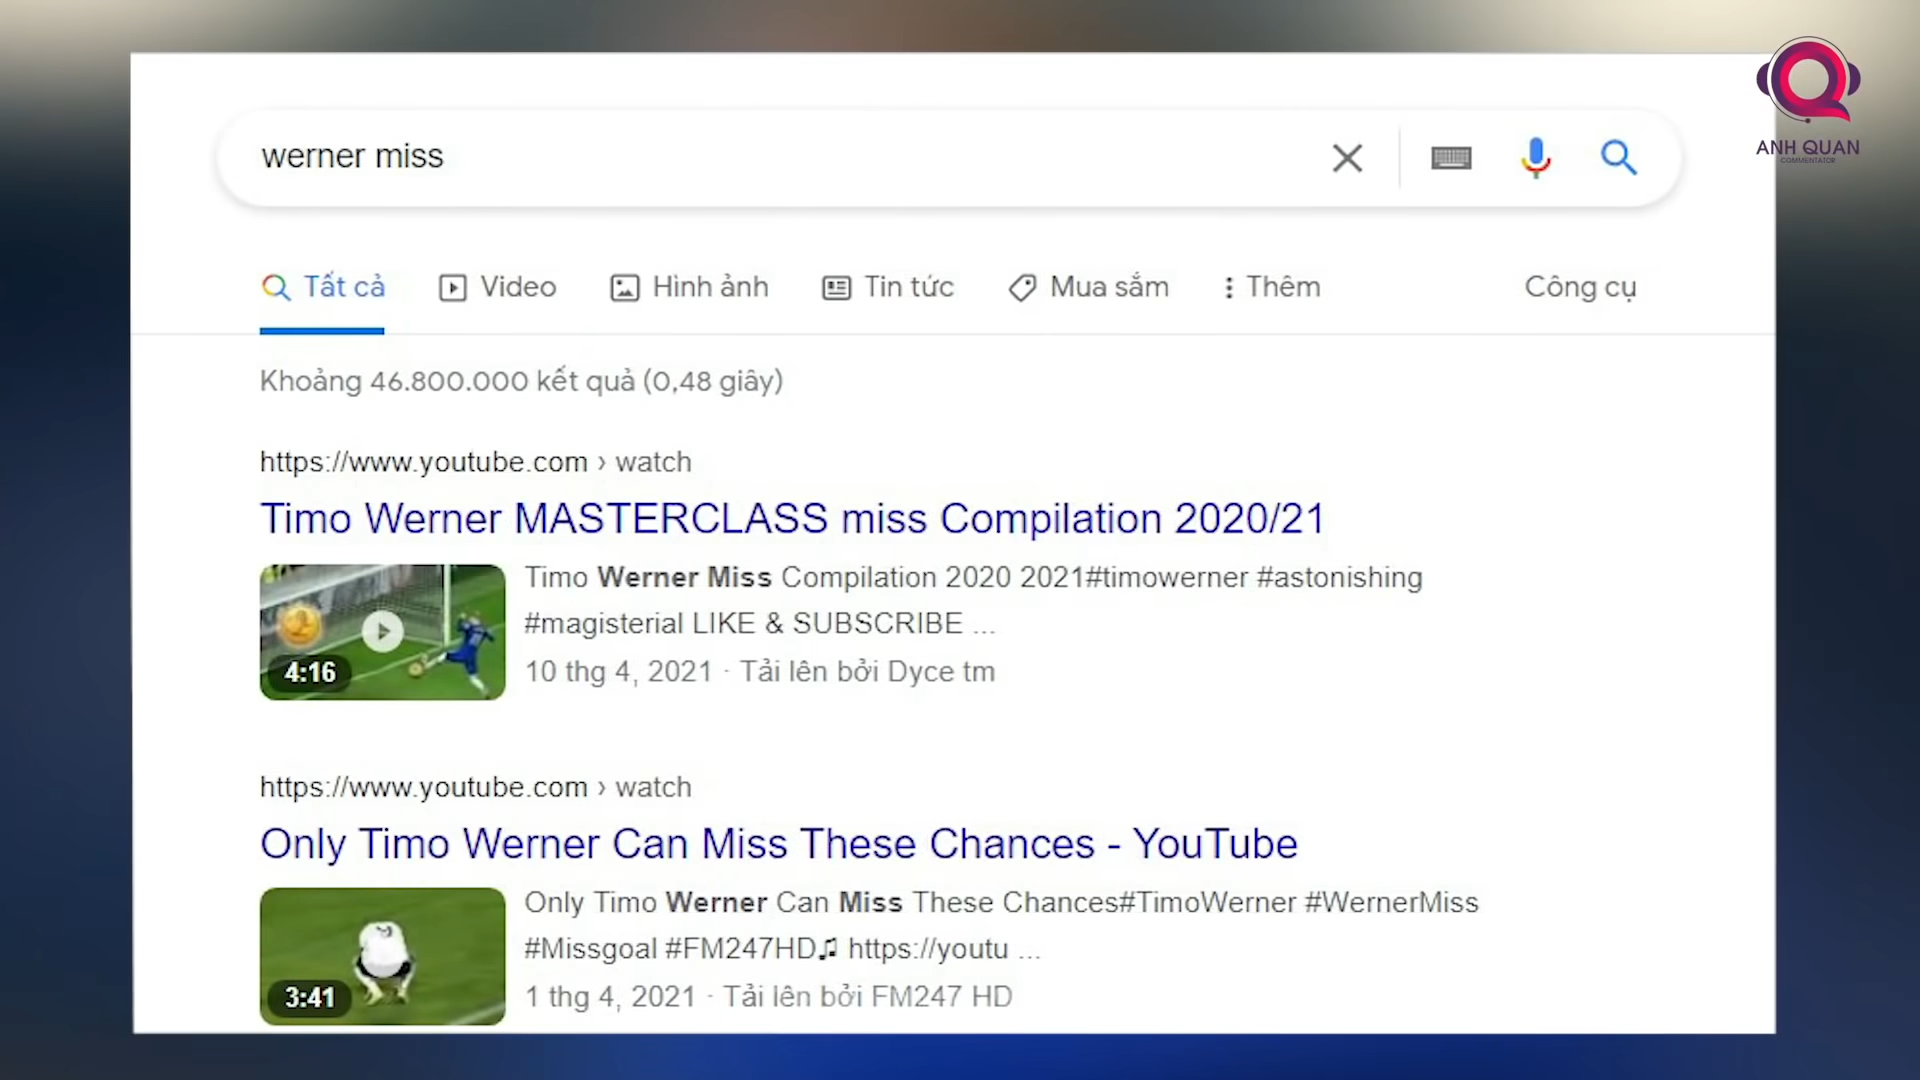 ANH QUAN
COMMENTATOR
werner miss
Tất cả Video Hình ảnh Tin tức Mua sắm Thêm Công cụ
Khoảng 46.800.000 kết quả (0,48 giây)
https://www.youtube.com › watch
Timo Werner MASTERCLASS miss Compilation 2020/21
Timo Werner Miss Compilation 2020 2021#timowerner #astonishing
#magisterial LIKE & SUBSCRIBE ...
4:16
10 thg 4, 2021 · Tải lên bởi Dyce tm
https://www.youtube.com › watch
Only Timo Werner Can Miss These Chances - YouTube
Only Timo Werner Can Miss These Chances#TimoWerner #WernerMiss
#Missgoal #FM247HD♫ https://youtu ...
3:41
1 thg 4, 2021 · Tải lên bởi FM247 HD